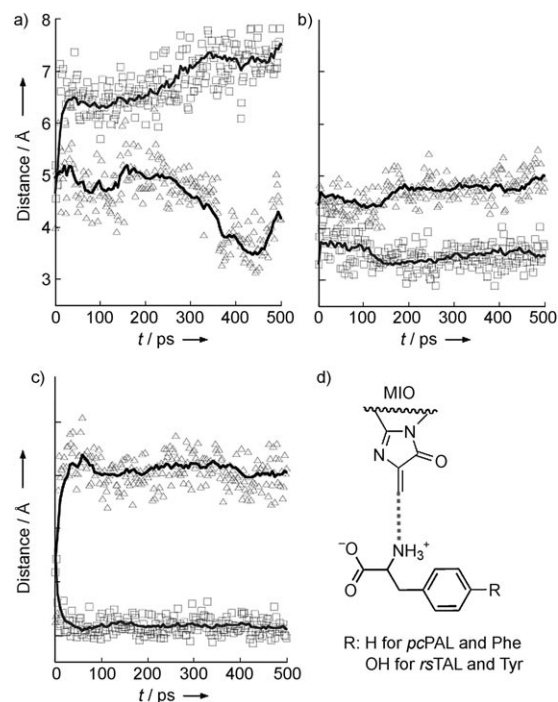 a)
8
7
6
5
4
3
Distance / Å
0 100 200 300 400 500
t / ps
b)
0 100 200 300 400 500
t / ps
c)
Distance / Å
0 100 200 300 400 500
t / ps
d)
MIO
N
N
O
⁻O
O
NH₃⁺
R
R: H for pcPAL and Phe
OH for rsTAL and Tyr